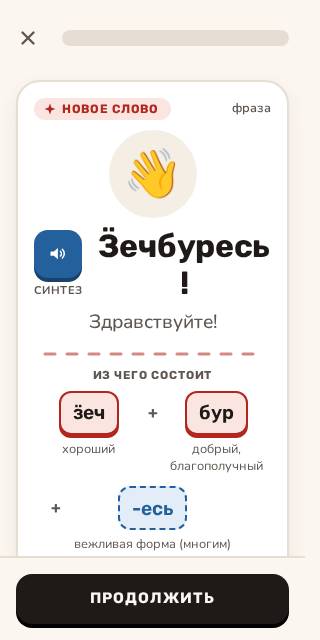 НОВОЕ СЛОВО
фраза
Ӟечбуресь
!
СИНТЕЗ
Здравствуйте!
ИЗ ЧЕГО СОСТОИТ
ӟеч + бур
хороший
добрый,
благополучный
+ -есь
вежливая форма (многим)
ПРОДОЛЖИТЬ